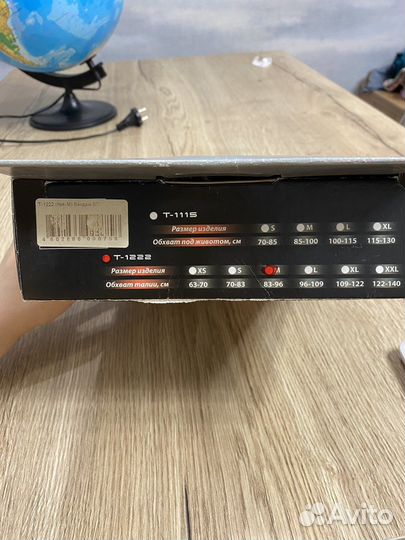 T-1222
T-1115
Размер изделия S M L XL
Обхват под животом, см 70-85 85-100 100-115 115-130
T-1222
Размер изделия XS S M L XL XXL
Обхват талии, см 63-70 70-83 83-96 96-109 109-122 122-140
Avito